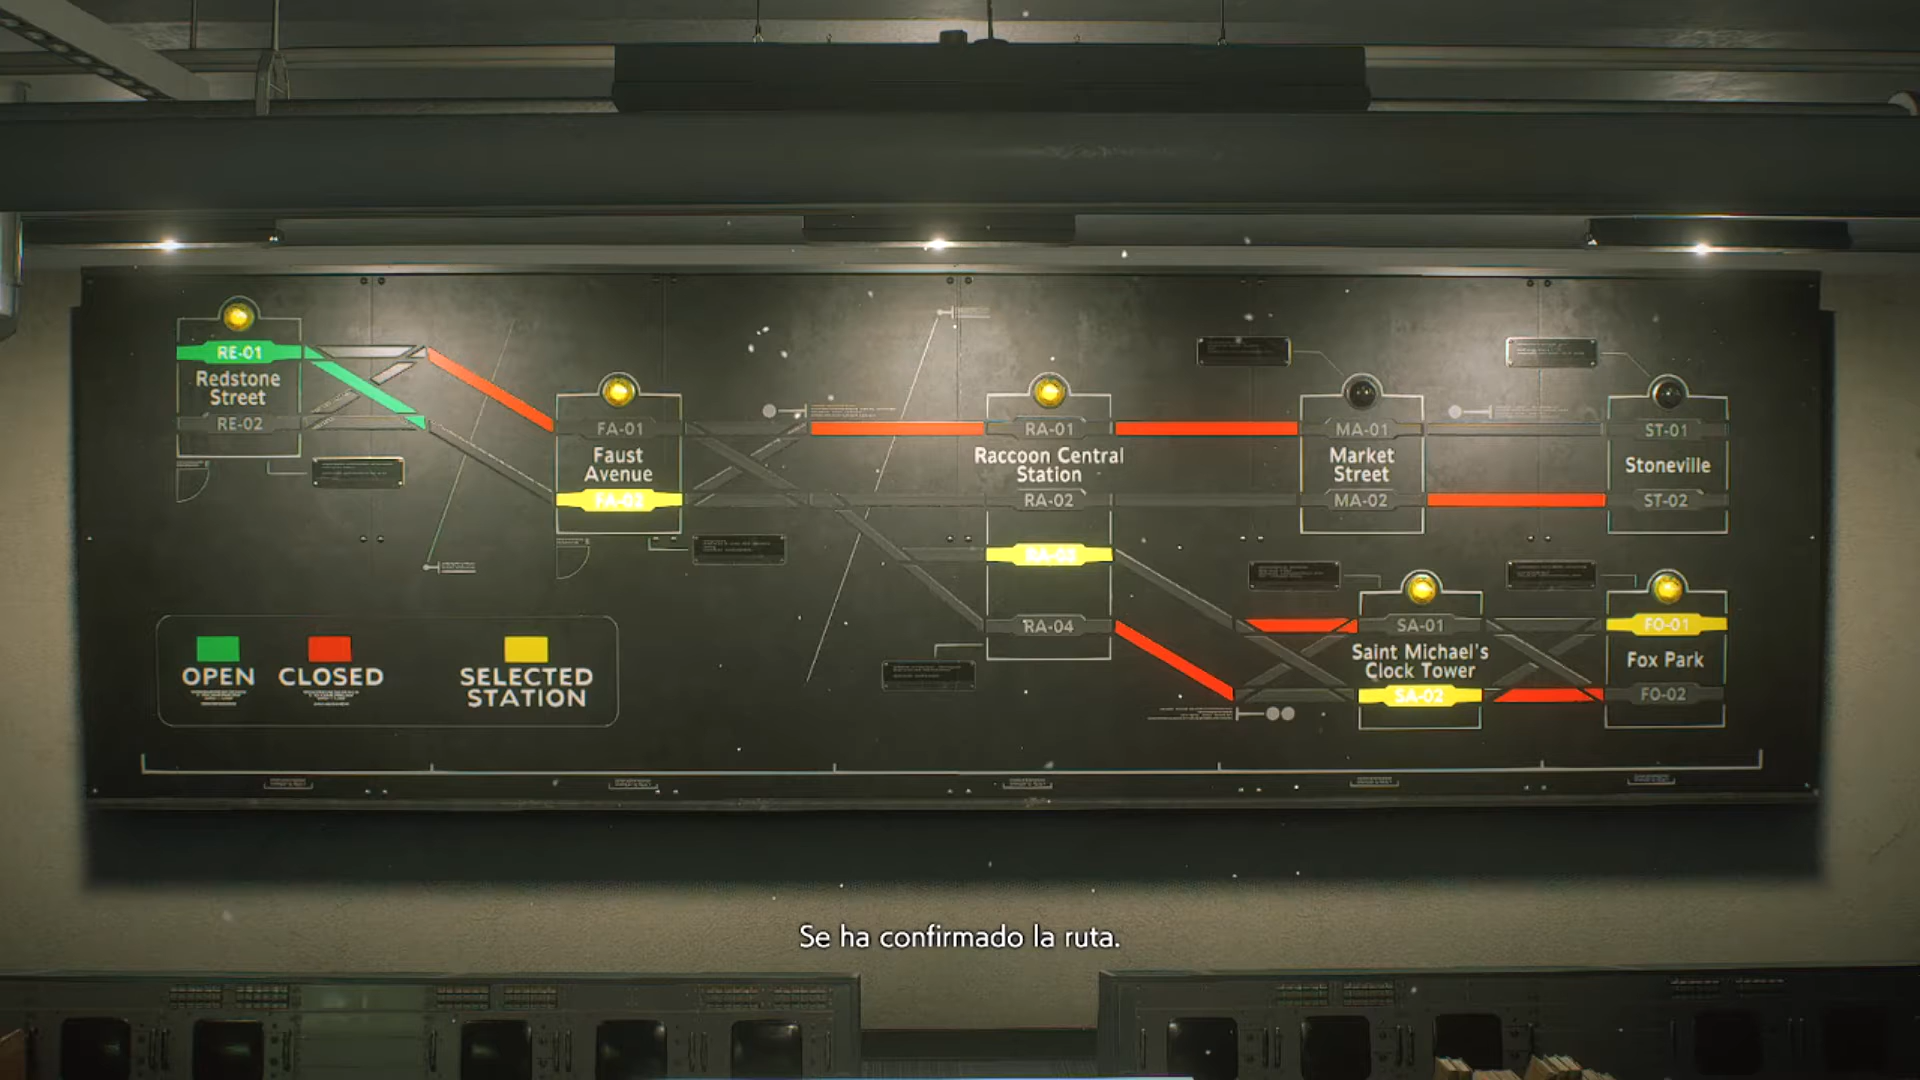 RE-01
Redstone
Street
RE-02
FA-01
Faust
Avenue
FA-02
RA-01
Raccoon Central
Station
RA-02
RA-03
RA-04
MA-01
Market
Street
MA-02
ST-01
Stoneville
ST-02
SA-01
Saint Michael's
Clock Tower
SA-02
FO-01
Fox Park
FO-02
OPEN
CLOSED
SELECTED
STATION
Se ha confirmado la ruta.